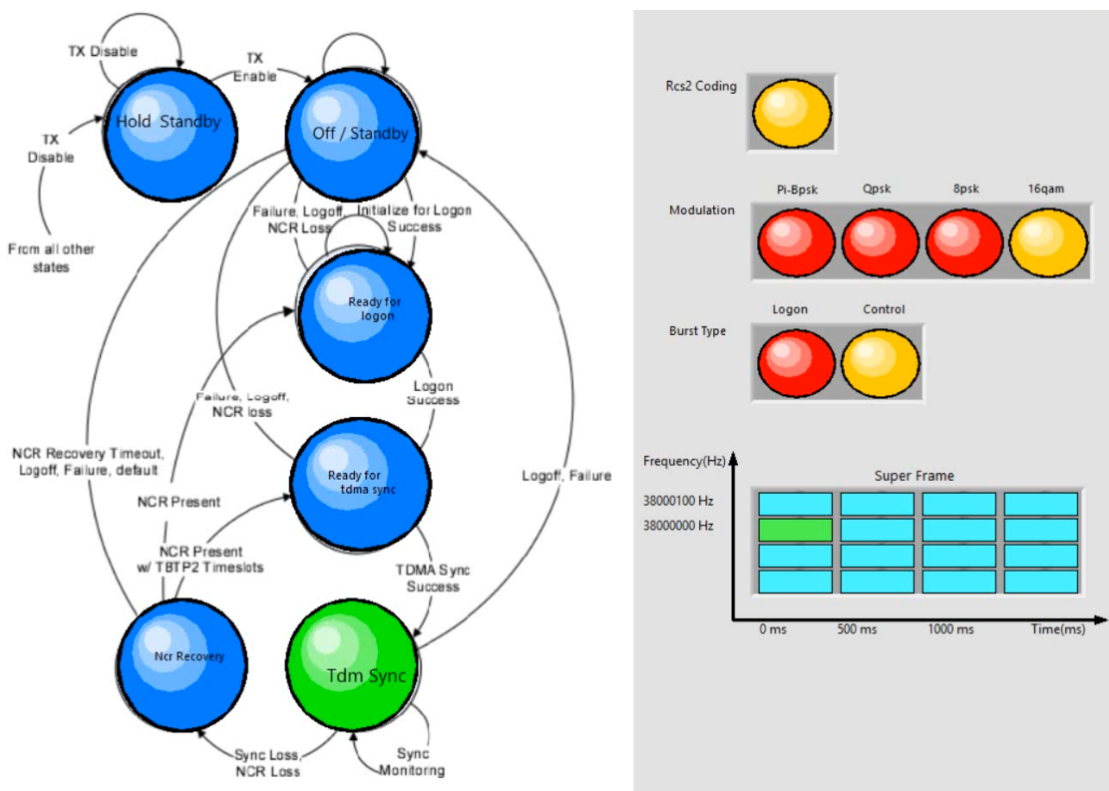 TX Disable
TX
Enable
Hold Standby
Off / Standby
TX
Disable
From all other
states
Failure, Logoff,
NCR Loss
Initialize for Logon
Success
Ready for
logon
Logon
Success
Failure, Logoff,
NCR loss
NCR Recovery Timeout,
Logoff, Failure, default
Ready for
tdma sync
Logoff, Failure
NCR Present
NCR Present
w/ TBTP2 Timeslots
TDMA Sync
Success
Ncr Recovery
Tdm Sync
Sync Loss,
NCR Loss
Sync
Monitoring
Rcs2 Coding
Pi-Bpsk Qpsk 8psk 16qam
Modulation
Logon Control
Burst Type
Frequency(Hz)
Super Frame
38000100 Hz
38000000 Hz
0 ms 500 ms 1000 ms Time(ms)